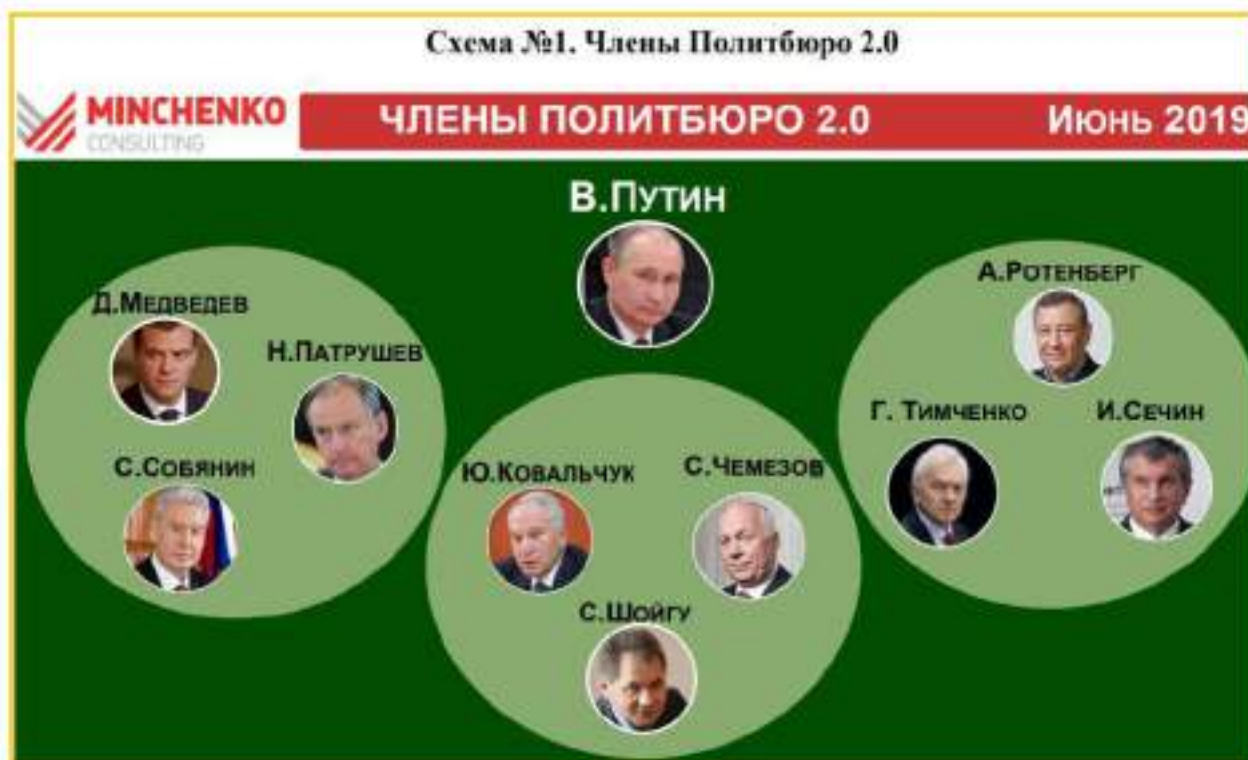 Схема №1. Члены Политбюро 2.0
MINCHENKO
CONSULTING
ЧЛЕНЫ ПОЛИТБЮРО 2.0
Июнь 2019
В.ПУТИН
Д.МЕДВЕДЕВ
Н.ПАТРУШЕВ
С.СОБЯНИН
Ю.КОВАЛЬЧУК
С.ЧЕМЕЗОВ
С.ШОЙГУ
А.РОТЕНБЕРГ
Г. ТИМЧЕНКО
И.СЕЧИН